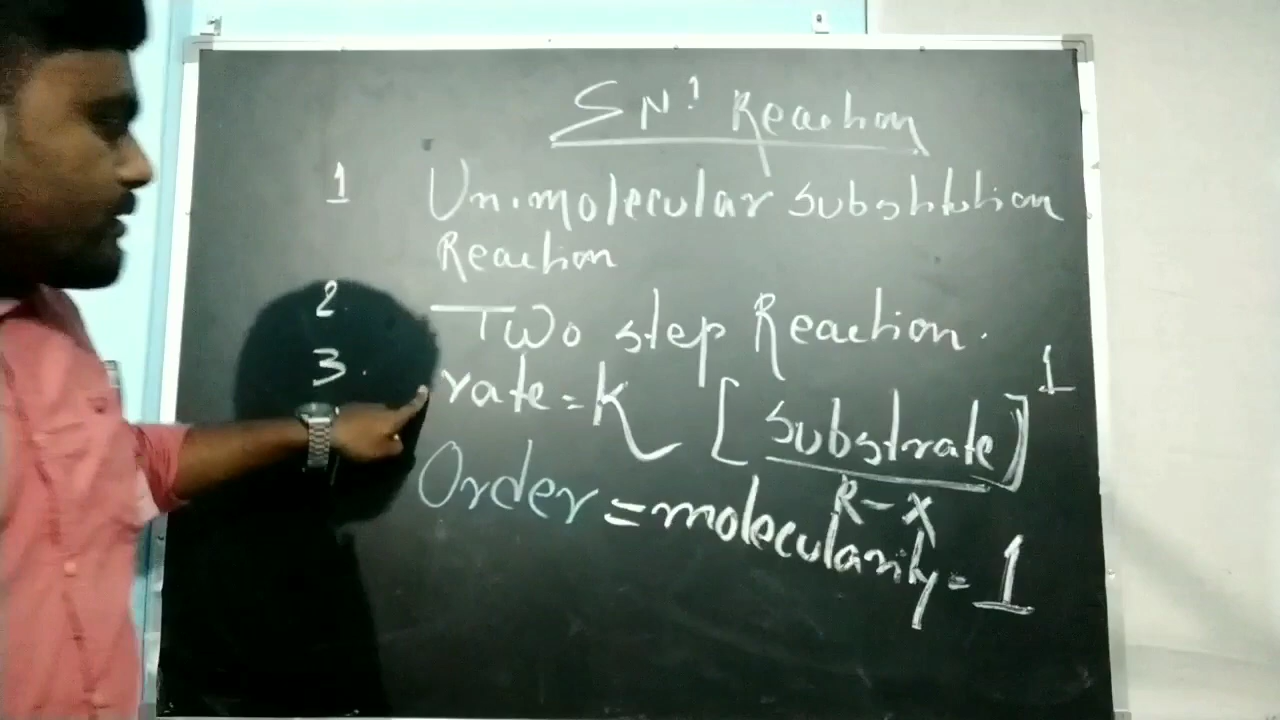 SN¹ Reaction
1 Unimolecular substitution
Reaction
2. Two step Reaction.
3. rate = K [substrate]¹
R-X
Order = molecularity = 1